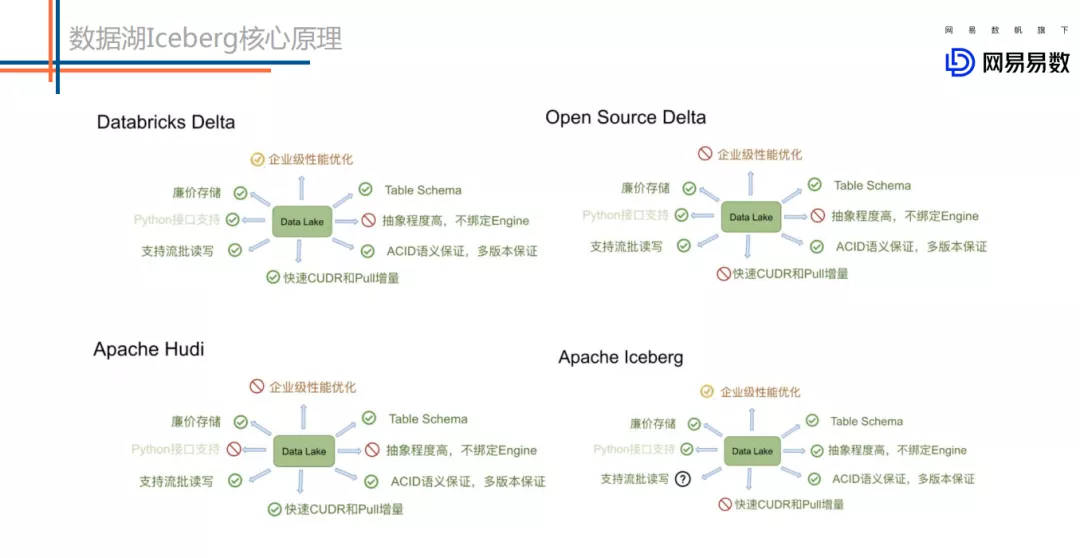 数据湖Iceberg核心原理
网易数帆旗下
网易易数
Databricks Delta
企业级性能优化
廉价存储
Table Schema
Python接口支持
Data Lake
抽象程度高，不绑定Engine
支持流批读写
ACID语义保证，多版本保证
快速CUDR和Pull增量
Open Source Delta
企业级性能优化
廉价存储
Table Schema
Python接口支持
Data Lake
抽象程度高，不绑定Engine
支持流批读写
ACID语义保证，多版本保证
快速CUDR和Pull增量
Apache Hudi
企业级性能优化
廉价存储
Table Schema
Python接口支持
Data Lake
抽象程度高，不绑定Engine
支持流批读写
ACID语义保证，多版本保证
快速CUDR和Pull增量
Apache Iceberg
企业级性能优化
廉价存储
Table Schema
Python接口支持
Data Lake
抽象程度高，不绑定Engine
支持流批读写
?
ACID语义保证，多版本保证
快速CUDR和Pull增量